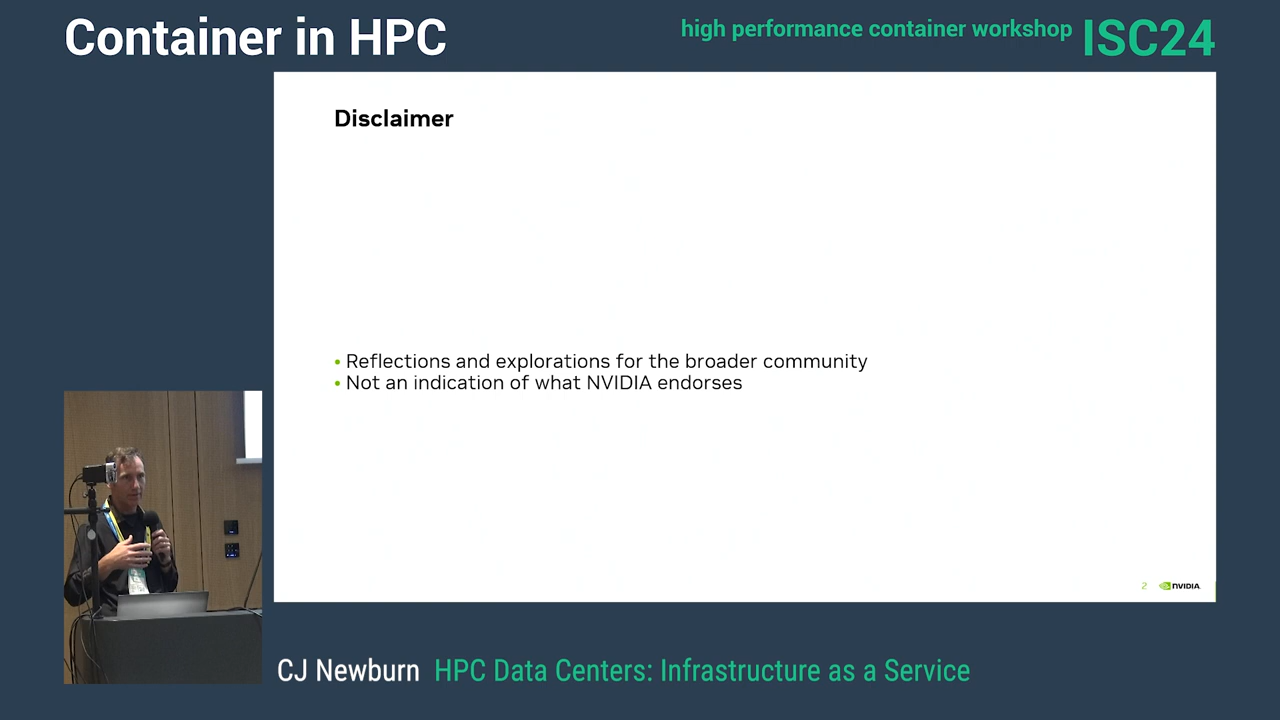 Container in HPC
high performance container workshop ISC24
Disclaimer
• Reflections and explorations for the broader community
• Not an indication of what NVIDIA endorses
2 NVIDIA
CJ Newburn HPC Data Centers: Infrastructure as a Service